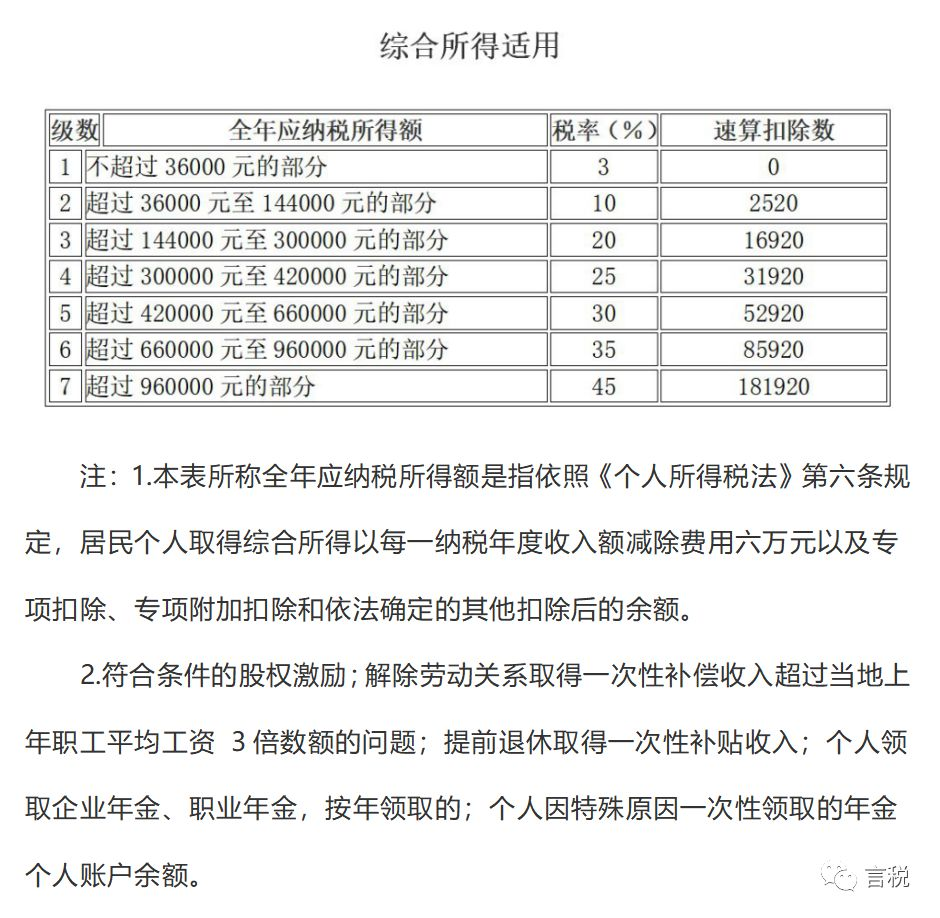 综合所得适用
级数 全年应纳税所得额 税率（%） 速算扣除数
1 不超过 36000 元的部分 3 0
2 超过 36000 元至 144000 元的部分 10 2520
3 超过 144000 元至 300000 元的部分 20 16920
4 超过 300000 元至 420000 元的部分 25 31920
5 超过 420000 元至 660000 元的部分 30 52920
6 超过 660000 元至 960000 元的部分 35 85920
7 超过 960000 元的部分 45 181920
注：1.本表所称全年应纳税所得额是指依照《个人所得税法》第六条规
定，居民个人取得综合所得以每一纳税年度收入额减除费用六万元以及专
项扣除、专项附加扣除和依法确定的其他扣除后的余额。
2.符合条件的股权激励；解除劳动关系取得一次性补偿收入超过当地上
年职工平均工资 3 倍数额的问题；提前退休取得一次性补贴收入；个人领
取企业年金、职业年金，按年领取的；个人因特殊原因一次性领取的年金
个人账户余额。
言税